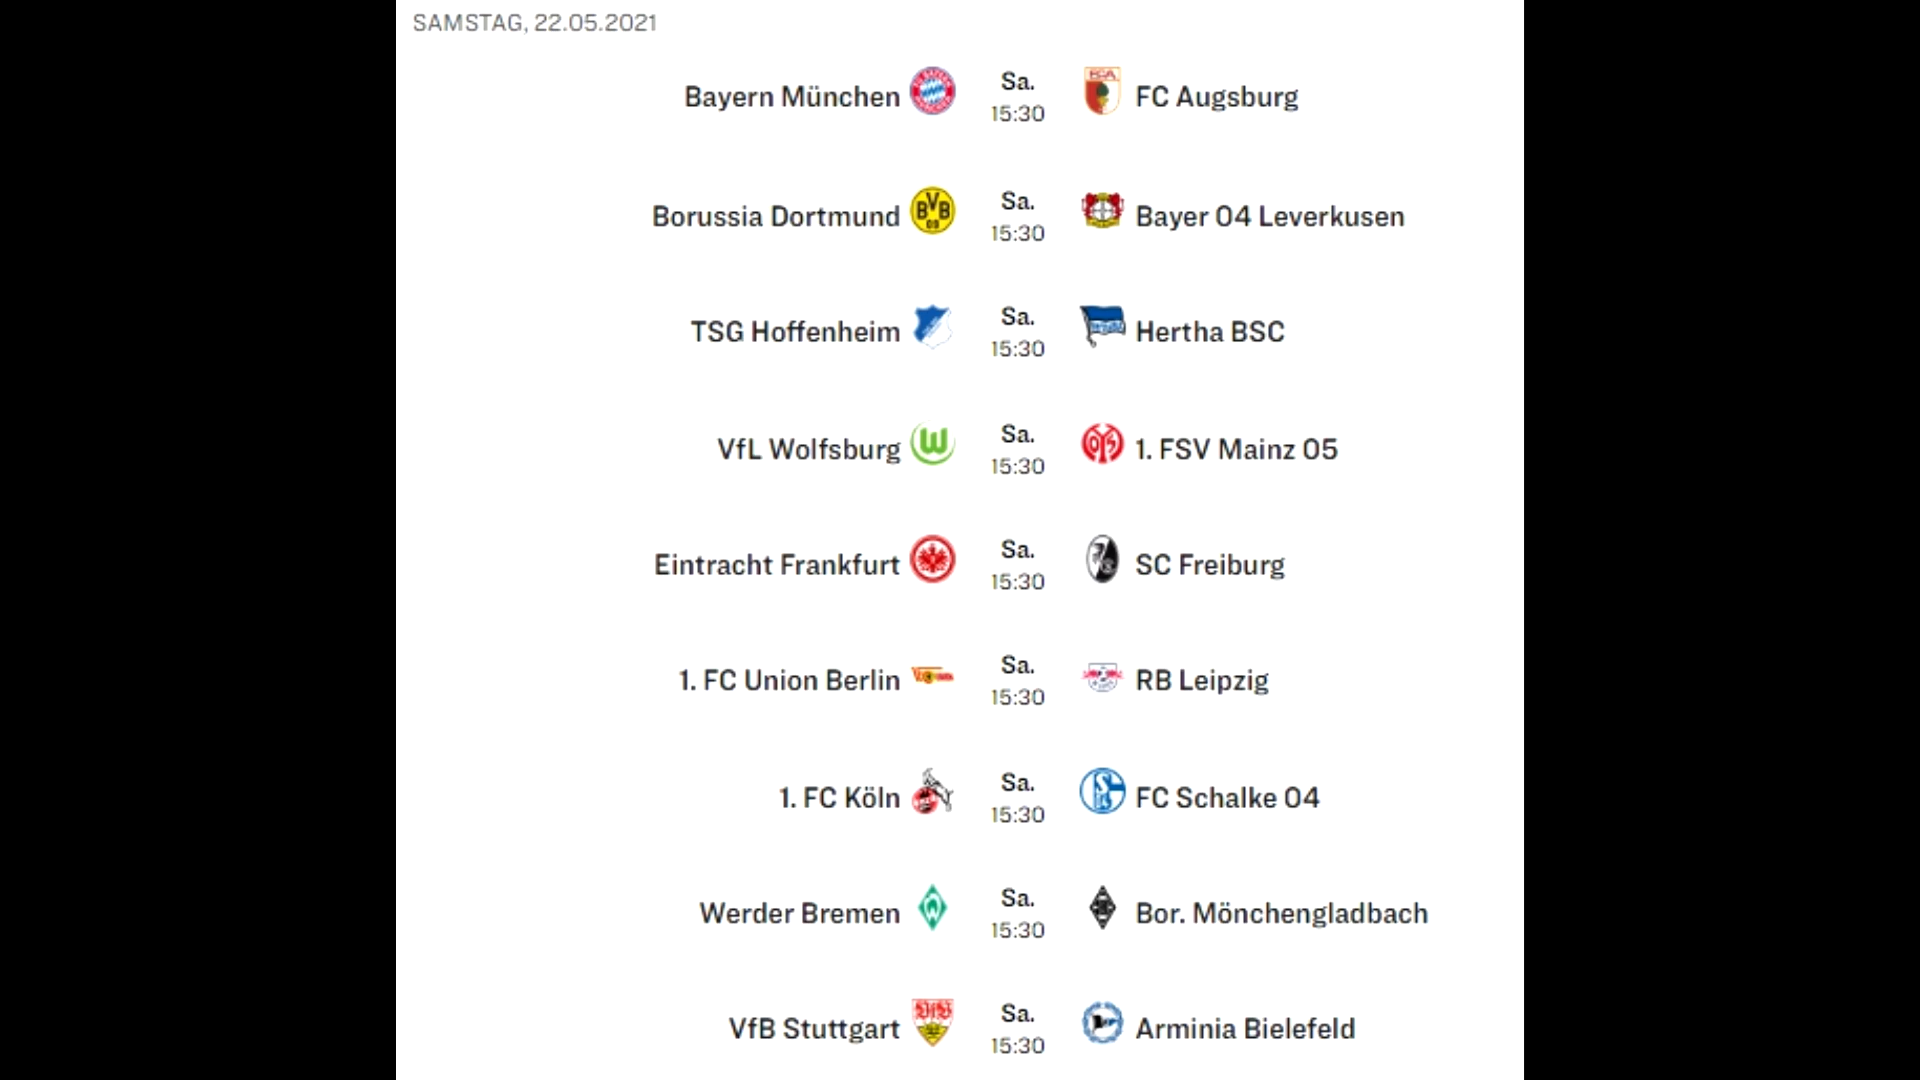 SAMSTAG, 22.05.2021
Bayern München Sa. 15:30 FC Augsburg
Borussia Dortmund BVB 09 Sa. 15:30 Bayer 04 Leverkusen
TSG Hoffenheim Sa. 15:30 Hertha BSC
VfL Wolfsburg W Sa. 15:30 1. FSV Mainz 05
Eintracht Frankfurt Sa. 15:30 SC Freiburg
1. FC Union Berlin Sa. 15:30 RB Leipzig
1. FC Köln Sa. 15:30 FC Schalke 04
Werder Bremen W Sa. 15:30 Bor. Mönchengladbach
VfB Stuttgart VfB Sa. 15:30 Arminia Bielefeld